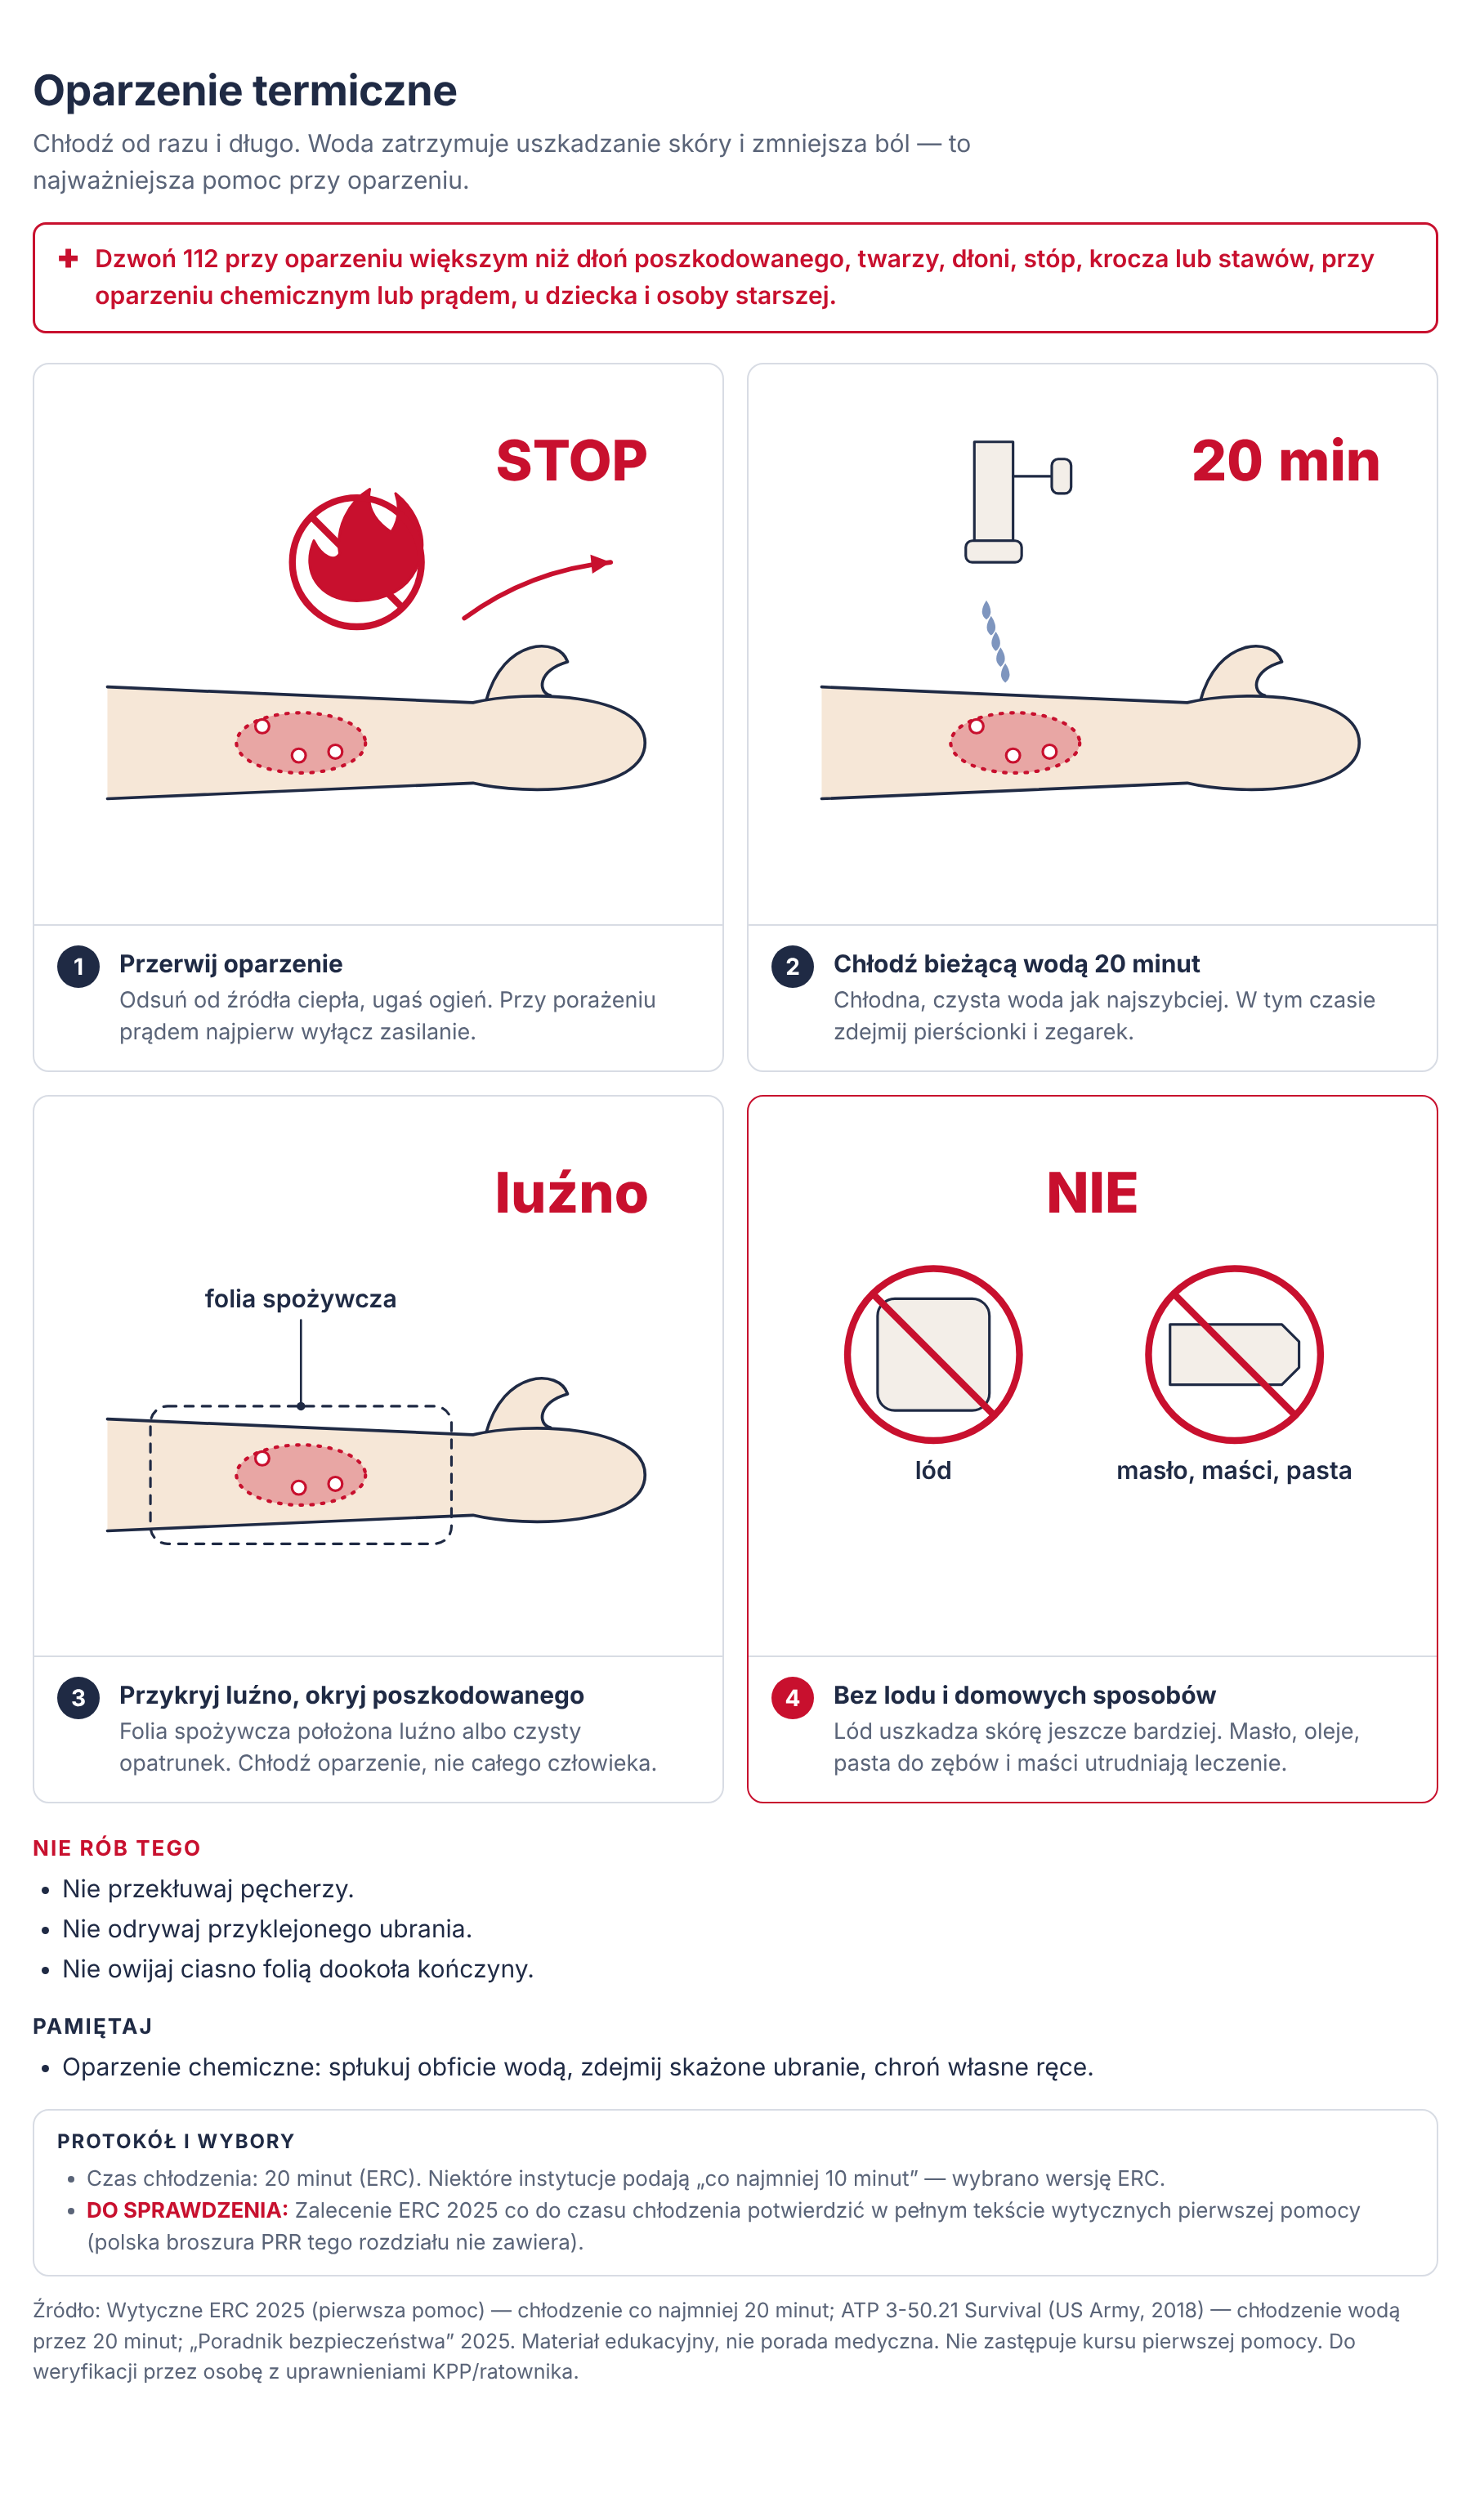 Oparzenie termiczne
Chłodź od razu i długo. Woda zatrzymuje uszkadzanie skóry i zmniejsza ból — to
najważniejsza pomoc przy oparzeniu.
Dzwoń 112 przy oparzeniu większym niż dłoń poszkodowanego, twarzy, dłoni, stóp, krocza lub stawów, przy
oparzeniu chemicznym lub prądem, u dziecka i osoby starszej.
STOP
1
Przerwij oparzenie
Odsuń od źródła ciepła, ugaś ogień. Przy porażeniu
prądem najpierw wyłącz zasilanie.
20 min
2
Chłodź bieżącą wodą 20 minut
Chłodna, czysta woda jak najszybciej. W tym czasie
zdejmij pierścionki i zegarek.
luźno
folia spożywcza
3
Przykryj luźno, okryj poszkodowanego
Folia spożywcza położona luźno albo czysty
opatrunek. Chłodź oparzenie, nie całego człowieka.
NIE
lód
masło, maści, pasta
4
Bez lodu i domowych sposobów
Lód uszkadza skórę jeszcze bardziej. Masło, oleje,
pasta do zębów i maści utrudniają leczenie.
NIE RÓB TEGO
• Nie przekłuwaj pęcherzy.
• Nie odrywaj przyklejonego ubrania.
• Nie owijaj ciasno folią dookoła kończyny.
PAMIĘTAJ
• Oparzenie chemiczne: spłukuj obficie wodą, zdejmij skażone ubranie, chroń własne ręce.
PROTOKÓŁ I WYBORY
• Czas chłodzenia: 20 minut (ERC). Niektóre instytucje podają „co najmniej 10 minut” — wybrano wersję ERC.
• DO SPRAWDZENIA: Zalecenie ERC 2025 co do czasu chłodzenia potwierdzić w pełnym tekście wytycznych pierwszej pomocy
(polska broszura PRR tego rozdziału nie zawiera).
Źródło: Wytyczne ERC 2025 (pierwsza pomoc) — chłodzenie co najmniej 20 minut; ATP 3-50.21 Survival (US Army, 2018) — chłodzenie wodą
przez 20 minut; „Poradnik bezpieczeństwa” 2025. Materiał edukacyjny, nie porada medyczna. Nie zastępuje kursu pierwszej pomocy. Do
weryfikacji przez osobę z uprawnieniami KPP/ratownika.